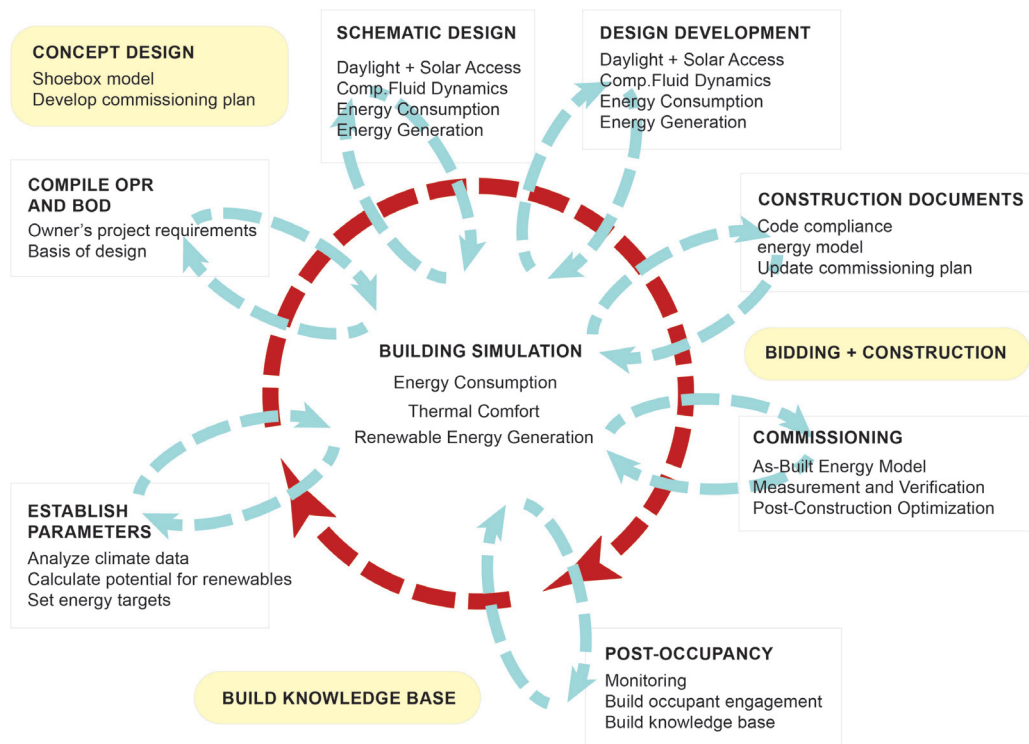 CONCEPT DESIGN
Shoebox model
Develop commissioning plan
SCHEMATIC DESIGN
Daylight + Solar Access
Comp.Fluid Dynamics
Energy Consumption
Energy Generation
DESIGN DEVELOPMENT
Daylight + Solar Access
Comp.Fluid Dynamics
Energy Consumption
Energy Generation
COMPILE OPR
AND BOD
Owner's project requirements
Basis of design
CONSTRUCTION DOCUMENTS
Code compliance
energy model
Update commissioning plan
BUILDING SIMULATION
Energy Consumption
Thermal Comfort
Renewable Energy Generation
BIDDING + CONSTRUCTION
COMMISSIONING
As-Built Energy Model
Measurement and Verification
Post-Construction Optimization
ESTABLISH
PARAMETERS
Analyze climate data
Calculate potential for renewables
Set energy targets
POST-OCCUPANCY
Monitoring
Build occupant engagement
Build knowledge base
BUILD KNOWLEDGE BASE